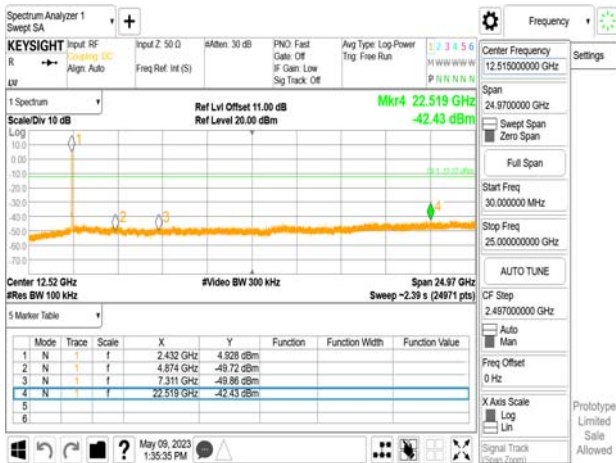 Spectrum Analyzer 1
Swept SA
Frequency
KEYSIGHT
Input: RF
Coupling: DC
Align: Auto
Input Z: 50 Ω
Freq Ref: Int (S)
#Atten: 30 dB
PNO: Fast
Gate: Off
IF Gain: Low
Sig Track: Off
Avg Type: Log-Power
Trig: Free Run
1 2 3 4 5 6
M W W W W W
P N N N N N
R
LXI
Settings
Center Frequency
12.515000000 GHz
Span
24.9700000 GHz
Swept Span
Zero Span
Full Span
Start Freq
30.000000 MHz
Stop Freq
25.000000000 GHz
AUTO TUNE
CF Step
2.497000000 GHz
Auto
Man
Freq Offset
0 Hz
X Axis Scale
Log
Lin
Signal Track
(Span Zoom)
1 Spectrum
Scale/Div 10 dB
Ref Lvl Offset 11.00 dB
Ref Level 20.00 dBm
Mkr4 22.519 GHz
-42.43 dBm
Log
10.0
0.00
-10.0
-20.0
-30.0
-40.0
-50.0
-60.0
-70.0
1
2
3
4
Center 12.52 GHz
#Res BW 100 kHz
#Video BW 300 kHz
Span 24.97 GHz
Sweep ~2.39 s (24971 pts)
5 Marker Table
Mode Trace Scale X Y Function Function Width Function Value
1 N 1 f 2.432 GHz 4.928 dBm
2 N 1 f 4.874 GHz -49.72 dBm
3 N 1 f 7.311 GHz -49.86 dBm
4 N 1 f 22.519 GHz -42.43 dBm
5
6
May 09, 2023
1:35:35 PM
Prototype
Limited
Sale
Allowed